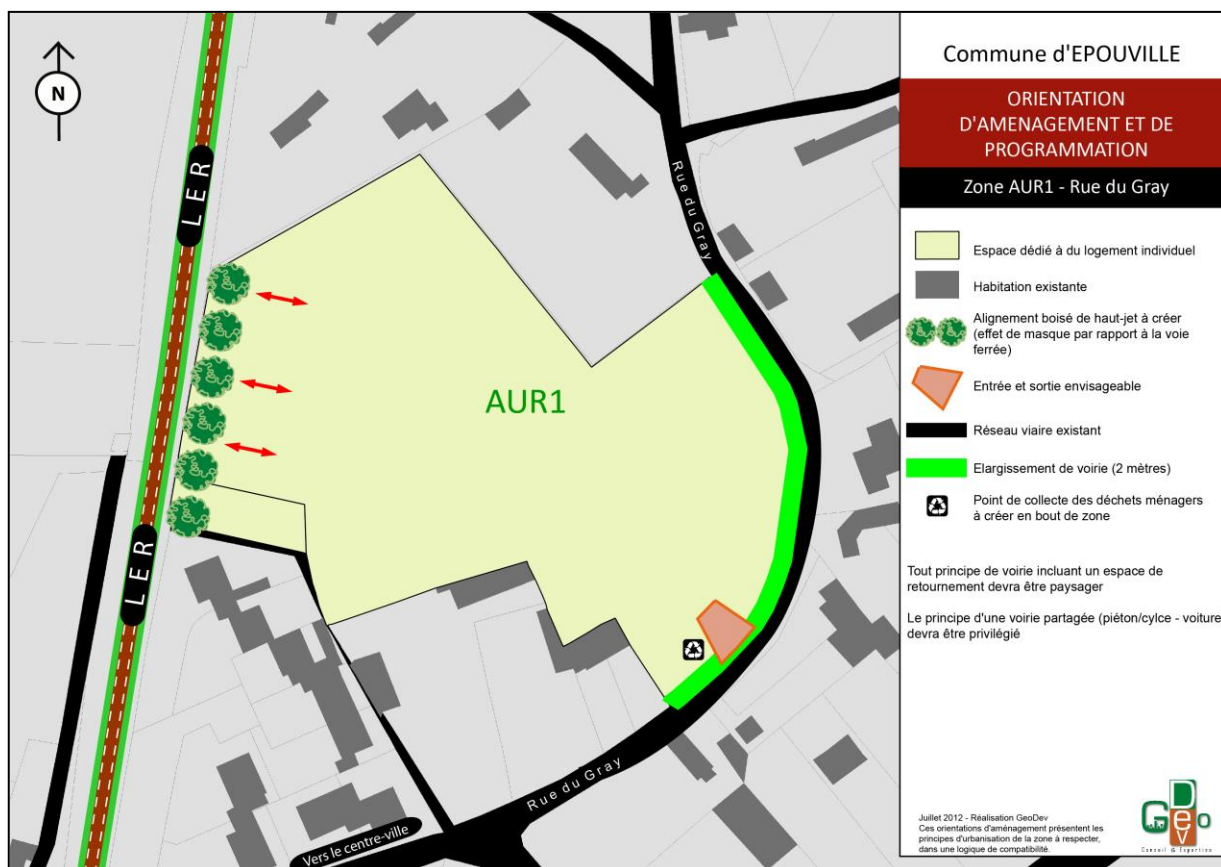 N
LER
LER
AUR1
Rue du Gray
Rue du Gray
Vers le centre-ville
Commune d'EPOUVILLE
ORIENTATION
D'AMENAGEMENT ET DE
PROGRAMMATION
Zone AUR1 - Rue du Gray
Espace dédié à du logement individuel
Habitation existante
Alignement boisé de haut-jet à créer
(effet de masque par rapport à la voie
ferrée)
Entrée et sortie envisageable
Réseau viaire existant
Elargissement de voirie (2 mètres)
Point de collecte des déchets ménagers
à créer en bout de zone
Tout principe de voirie incluant un espace de
retournement devra être paysager
Le principe d'une voirie partagée (piéton/cylce - voiture
devra être privilégié
Juillet 2012 - Réalisation GeoDev
Ces orientations d'aménagement présentent les
principes d'urbanisation de la zone à respecter,
dans une logique de compatibilité.
Geo Dev
Conseil & Expertise